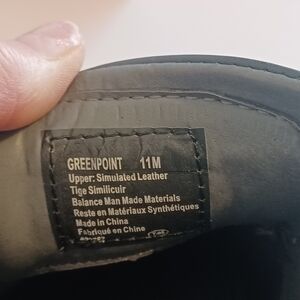 GREENPOINT 11M
Upper: Simulated Leather
Tige Similicuir
Balance Man Made Materials
Reste en Matériaux Synthétiques
Made in China
Fabriqué en Chine